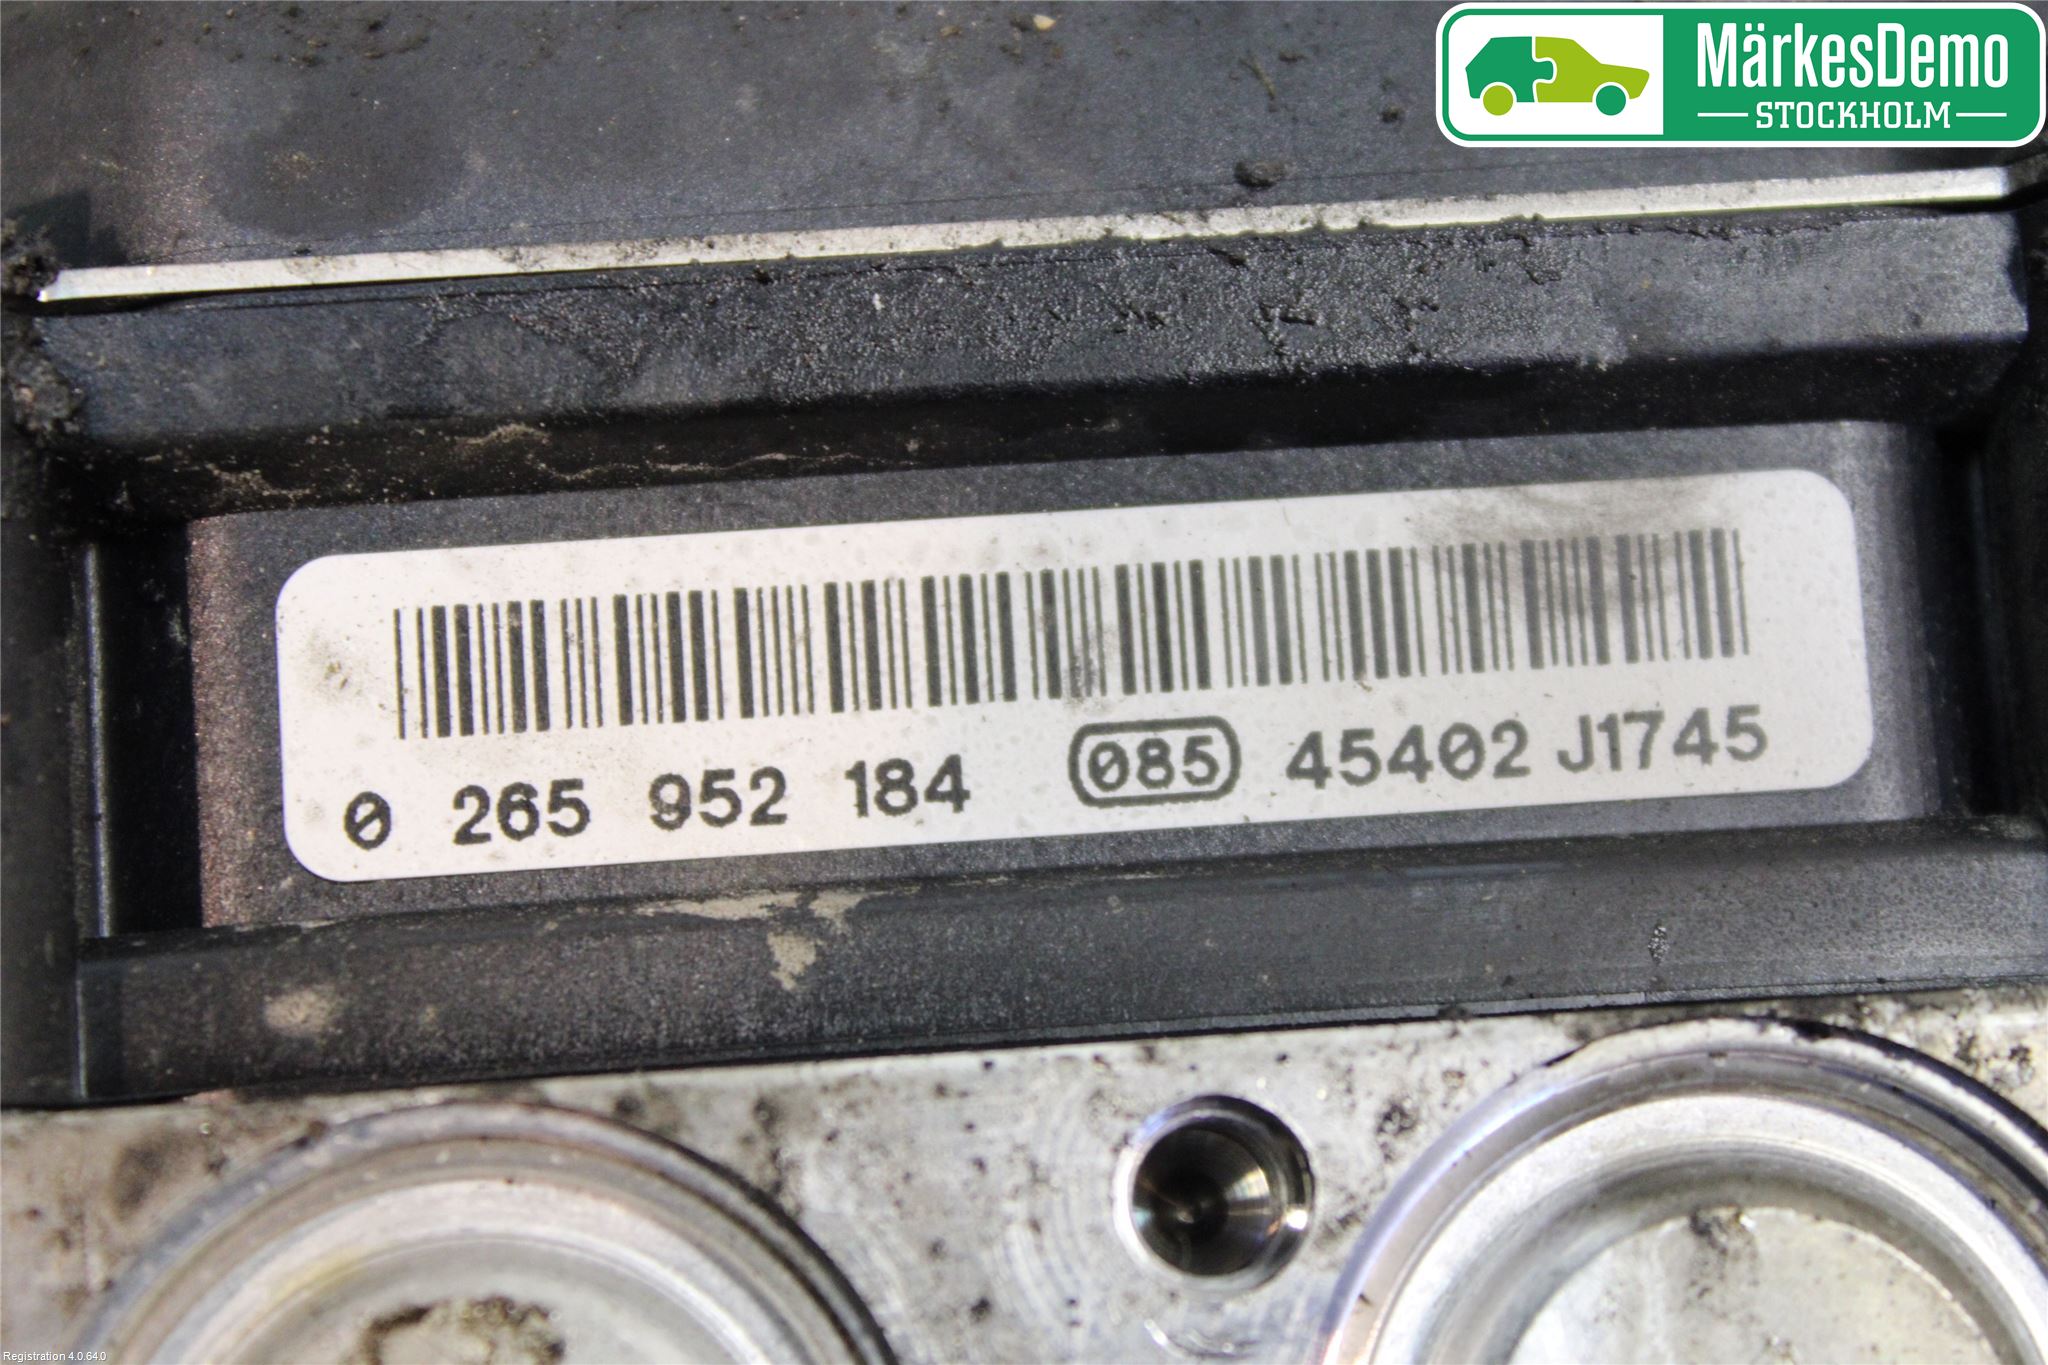 MärkesDemo
STOCKHOLM
0 265 952 184 085 45402 J1745
Registration 4.0.64.0